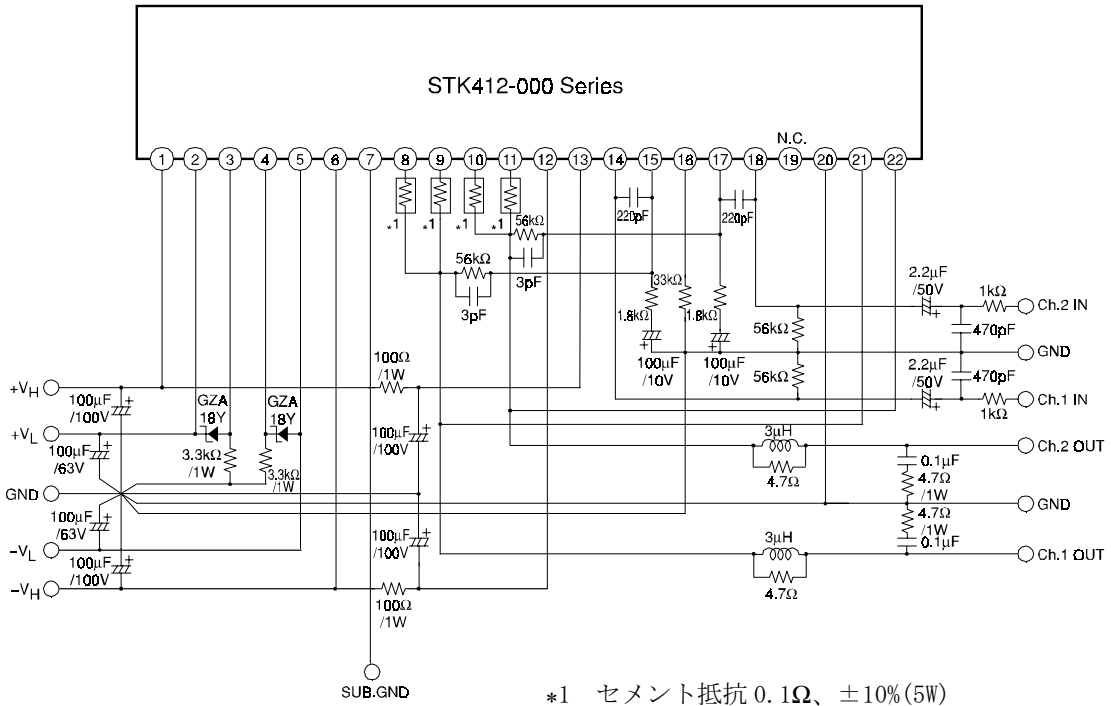 STK412-000 Series
N.C.
1 2 3 4 5 6 7 8 9 10 11 12 13 14 15 16 17 18 19 20 21 22
*1 *1 *1 *1
56kΩ
3pF
56kΩ
3pF
220pF
220pF
33kΩ
1.8kΩ
1.8kΩ
100μF
/10V
100μF
/10V
2.2μF
/50V
1kΩ
Ch.2 IN
56kΩ
470pF
GND
56kΩ
2.2μF
/50V
470pF
1kΩ
Ch.1 IN
+VH
100μF
/100V
100Ω
/1W
GZA
18Y
GZA
18Y
+VL
100μF
/63V
3.3kΩ
/1W
3.3kΩ
/1W
100μF
/100V
GND
100μF
/63V
−VL
100μF
/100V
−VH
100μF
/100V
100Ω
/1W
3μH
4.7Ω
Ch.2 OUT
0.1μF
4.7Ω
/1W
GND
4.7Ω
/1W
0.1μF
3μH
4.7Ω
Ch.1 OUT
SUB.GND
*1 セメント抵抗 0.1Ω、±10%(5W)